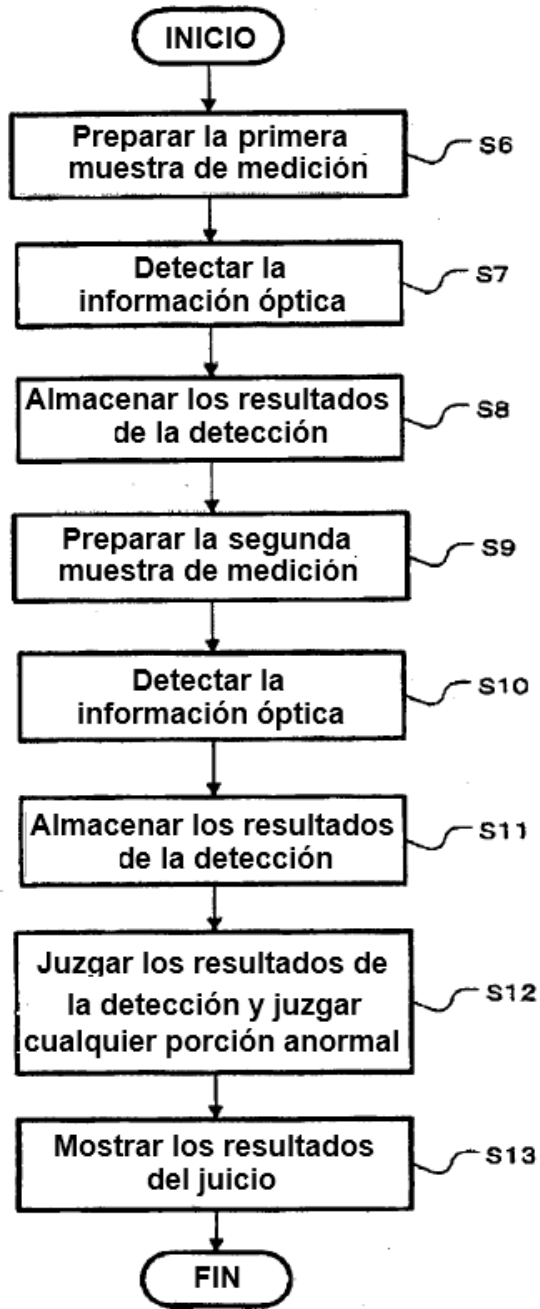 INICIO
Preparar la primera
muestra de medición
S6
Detectar la
información óptica
S7
Almacenar los resultados
de la detección
S8
Preparar la segunda
muestra de medición
S9
Detectar la
información óptica
S10
Almacenar los resultados
de la detección
S11
Juzgar los resultados de
la detección y juzgar
cualquier porción anormal
S12
Mostrar los resultados
del juicio
S13
FIN